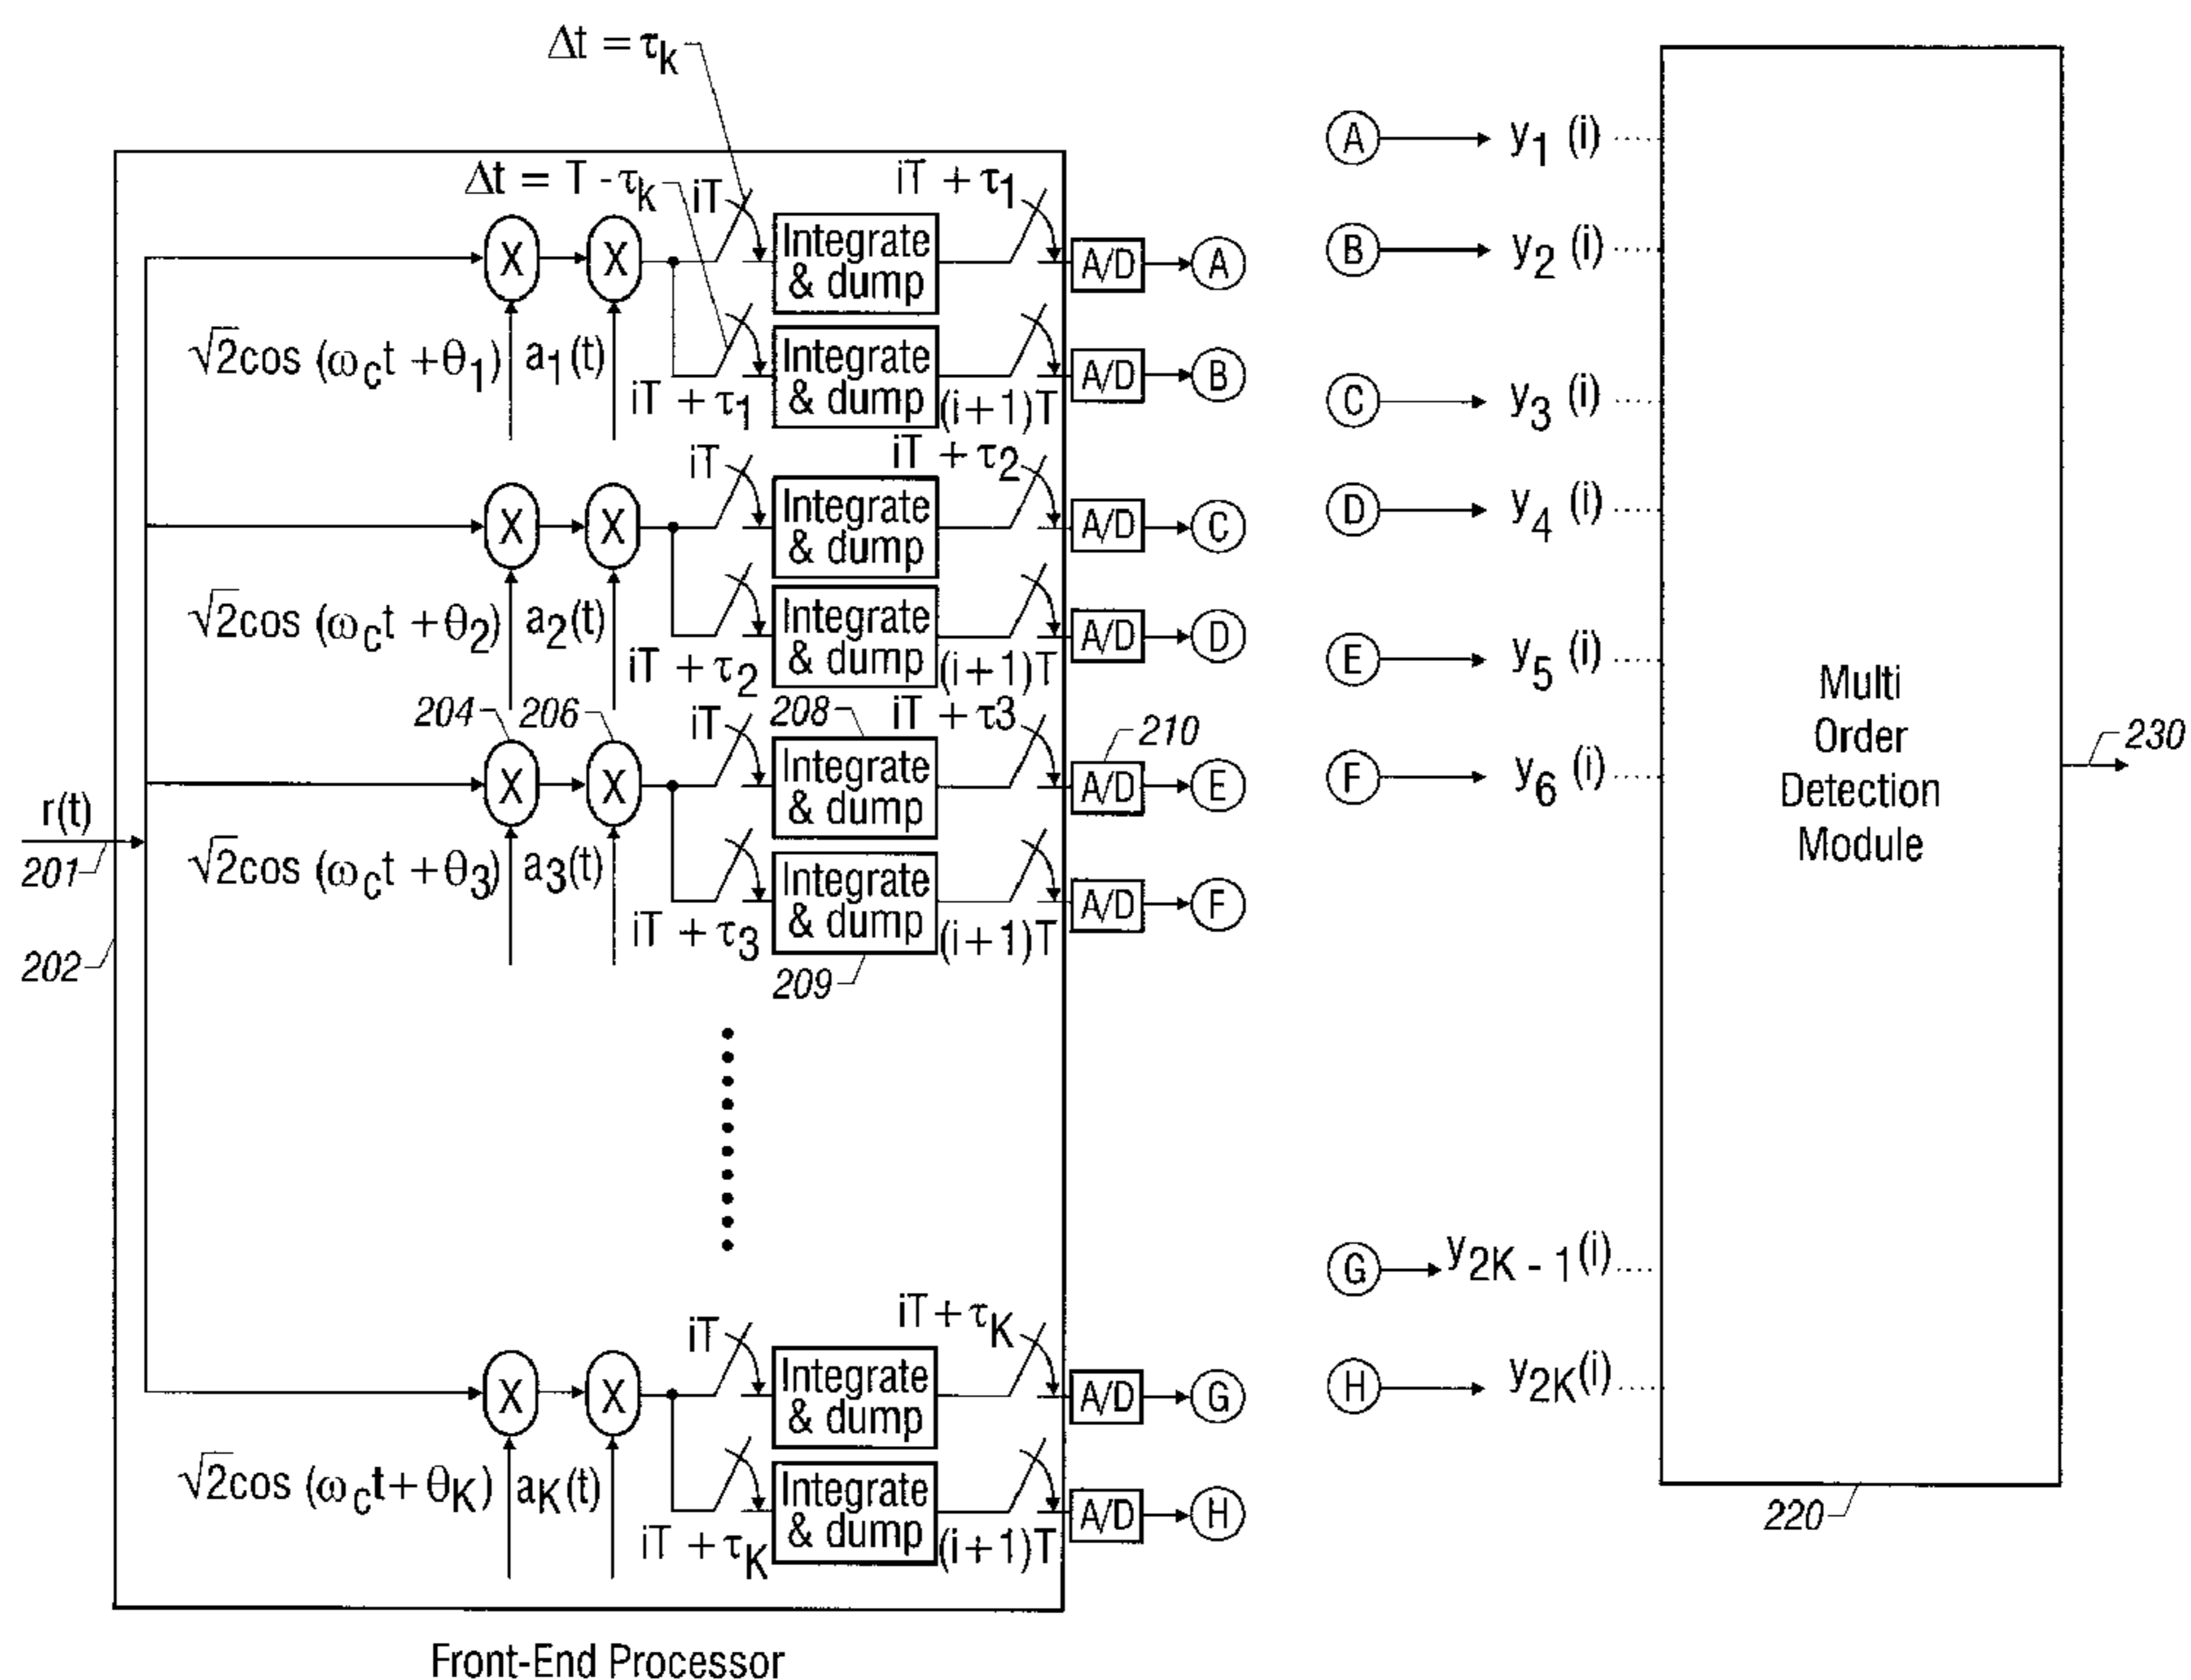 Δt = τk
Δt = T - τk
iT
iT + τ1
X
X
Integrate
& dump
A/D
A
√2cos (ωct + θ1)
a1(t)
iT + τ1
Integrate
& dump
(i+1)T
A/D
B
iT
iT + τ2
X
X
Integrate
& dump
A/D
C
√2cos (ωct + θ2)
a2(t)
iT + τ2
Integrate
& dump
(i+1)T
A/D
D
204
206
iT
208
iT + τ3
210
X
X
Integrate
& dump
A/D
E
r(t)
201
√2cos (ωct + θ3)
a3(t)
iT + τ3
Integrate
& dump
(i+1)T
A/D
F
202
209
iT
iT + τK
X
X
Integrate
& dump
A/D
G
√2cos (ωct + θK)
aK(t)
iT + τK
Integrate
& dump
(i+1)T
A/D
H
Front-End Processor
A y1 (i)
B y2 (i)
C y3 (i)
D y4 (i)
E y5 (i)
F y6 (i)
G y2K - 1(i)
H y2K(i)
Multi
Order
Detection
Module
230
220